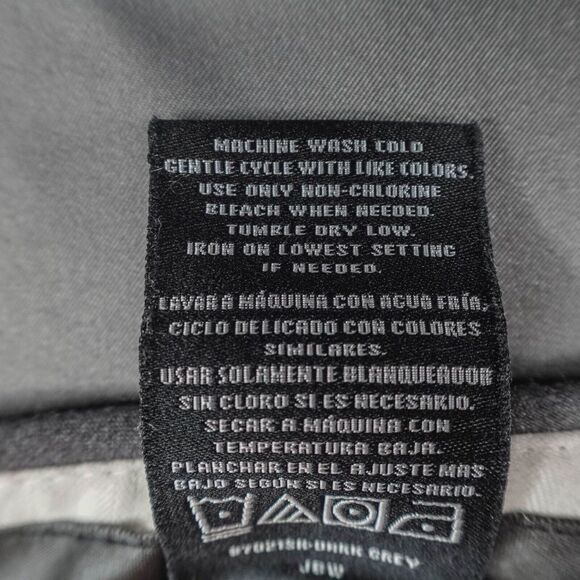 MACHINE WASH COLD
GENTLE CYCLE WITH LIKE COLORS.
USE ONLY NON-CHLORINE
BLEACH WHEN NEEDED.
TUMBLE DRY LOW.
IRON ON LOWEST SETTING
IF NEEDED.
LAVAR A MÁQUINA CON AGUA FRÍA,
CICLO DELICADO CON COLORES
SIMILARES.
USAR SOLAMENTE BLANQUEADOR
SIN CLORO SI ES NECESARIO.
SECAR A MÁQUINA CON
TEMPERATURA BAJA.
PLANCHAR EN EL AJUSTE MAS
BAJO SEGÚN SI ES NECESARIO.
DARK GREY